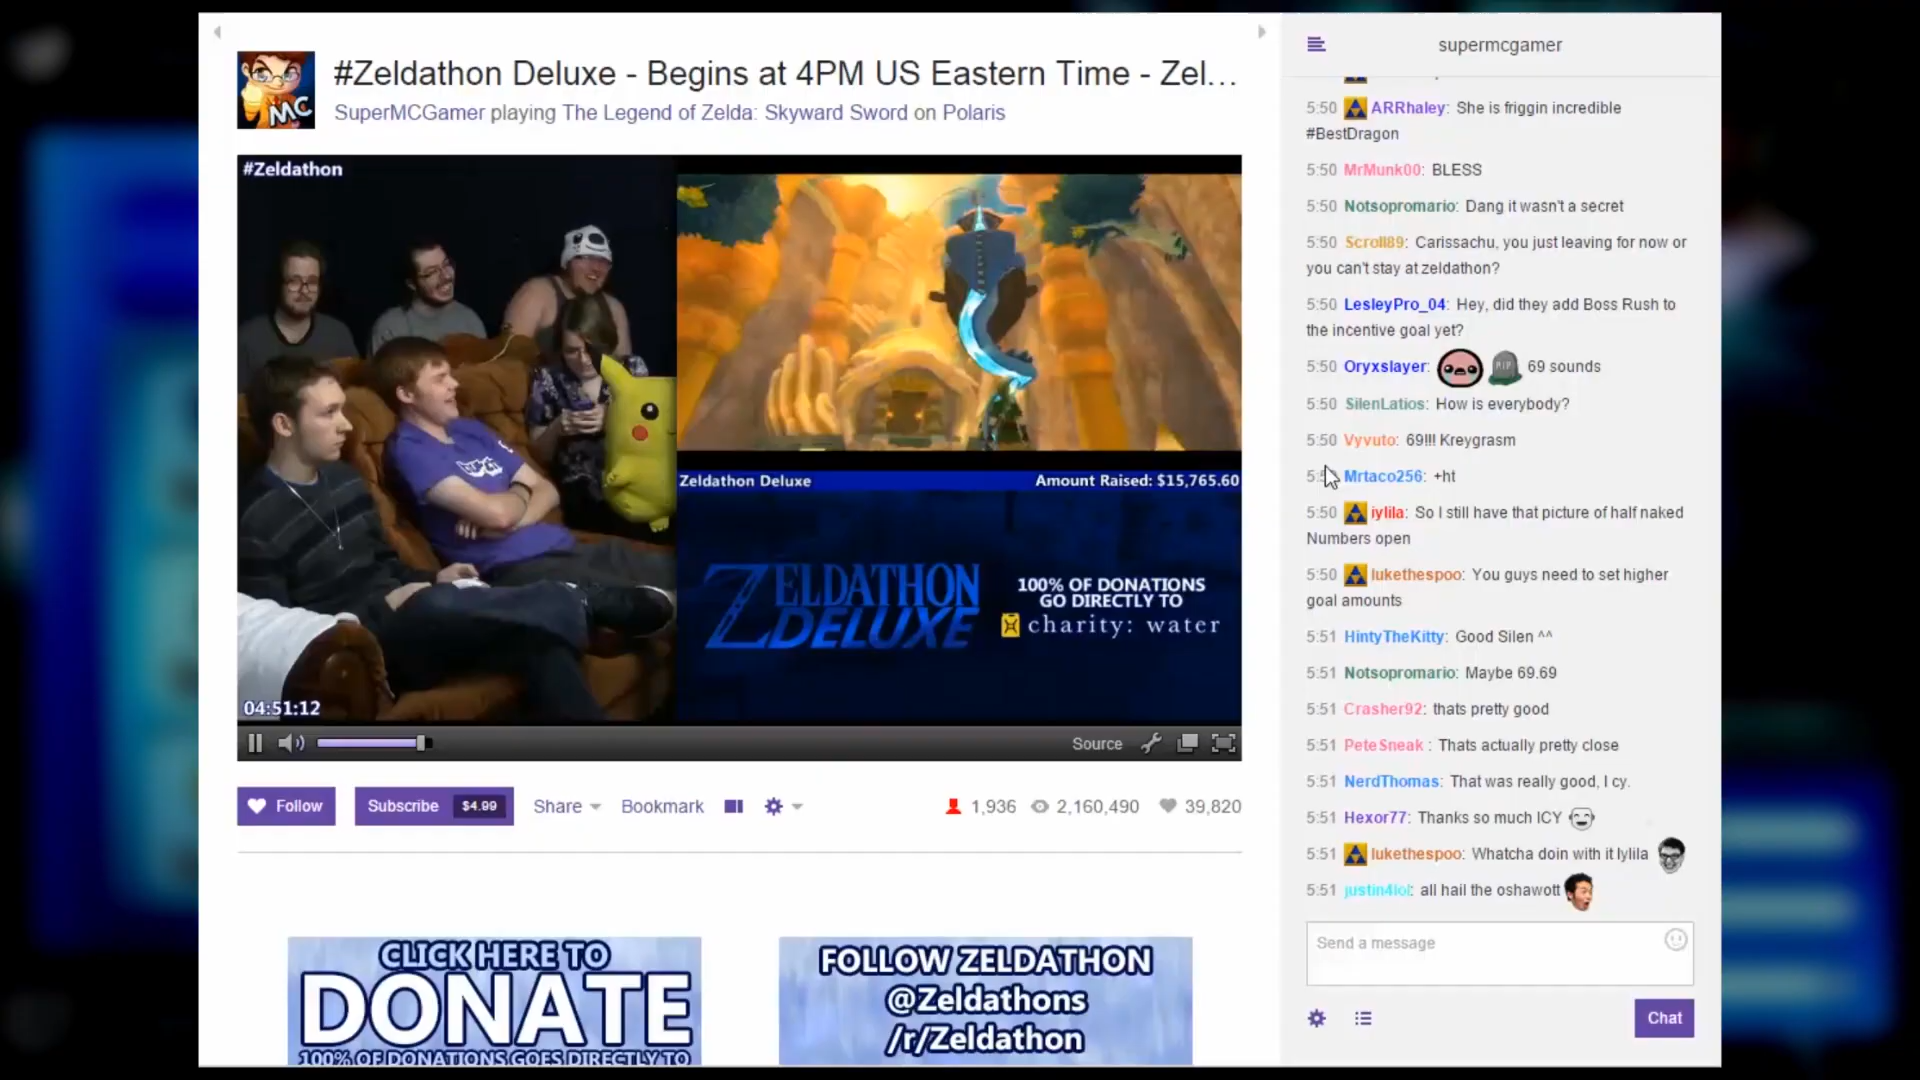 #Zeldathon Deluxe - Begins at 4PM US Eastern Time - Zel...
SuperMCGamer playing The Legend of Zelda: Skyward Sword on Polaris
MC
#Zeldathon
Zeldathon Deluxe
Amount Raised: $15,765.60
ZELDATHON
DELUXE
100% OF DONATIONS
GO DIRECTLY TO
charity: water
04:51:12
Source
Follow
Subscribe $4.99
Share
Bookmark
1,936
2,160,490
39,820
CLICK HERE TO
DONATE
100% OF DONATIONS GOES DIRECTLY TO
FOLLOW ZELDATHON
@Zeldathons
/r/Zeldathon
supermcgamer
5:50 ARRhaley: She is friggin incredible
#BestDragon
5:50 MrMunk00: BLESS
5:50 Notsopromario: Dang it wasn't a secret
5:50 Scroll89: Carissachu, you just leaving for now or
you can't stay at zeldathon?
5:50 LesleyPro_04: Hey, did they add Boss Rush to
the incentive goal yet?
5:50 Oryxslayer: RIP 69 sounds
5:50 SilenLatios: How is everybody?
5:50 Vyvuto: 69!!! Kreygrasm
Mrtaco256: +ht
5:50 iylila: So I still have that picture of half naked
Numbers open
5:50 lukethespoo: You guys need to set higher
goal amounts
5:51 HintyTheKitty: Good Silen ^^
5:51 Notsopromario: Maybe 69.69
5:51 Crasher92: thats pretty good
5:51 PeteSneak : Thats actually pretty close
5:51 NerdThomas: That was really good, I cy.
5:51 Hexor77: Thanks so much ICY
5:51 lukethespoo: Whatcha doin with it Iylila
5:51 justin4lol: all hail the oshawott
Send a message
Chat